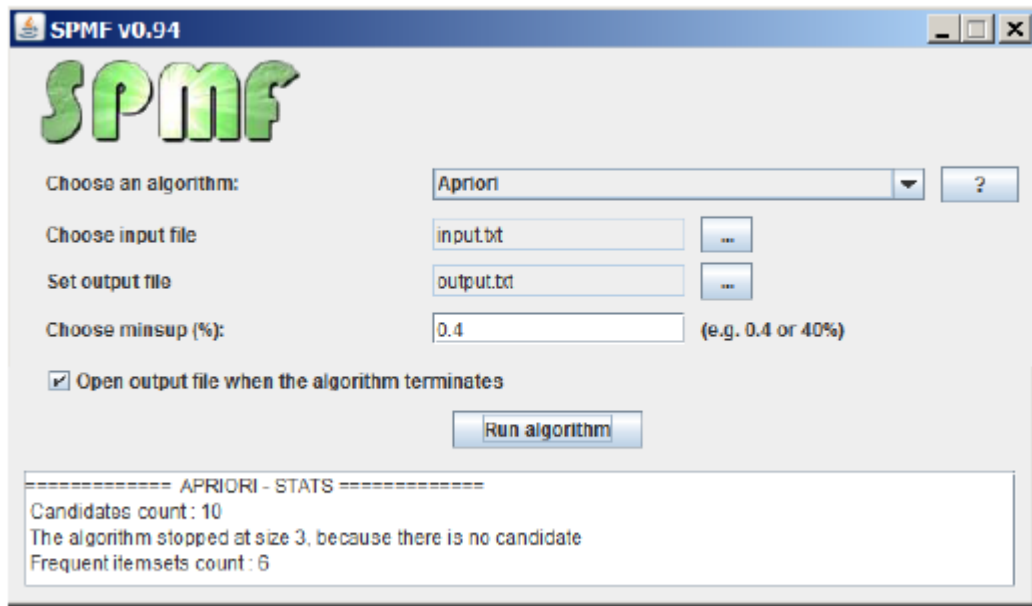 SPMF v0.94
SPMF
Choose an algorithm: Apriori ?
Choose input file input.txt ...
Set output file output.txt ...
Choose minsup (%): 0.4 (e.g. 0.4 or 40%)
Open output file when the algorithm terminates
Run algorithm
============= APRIORI - STATS =============
Candidates count : 10
The algorithm stopped at size 3, because there is no candidate
Frequent itemsets count : 6